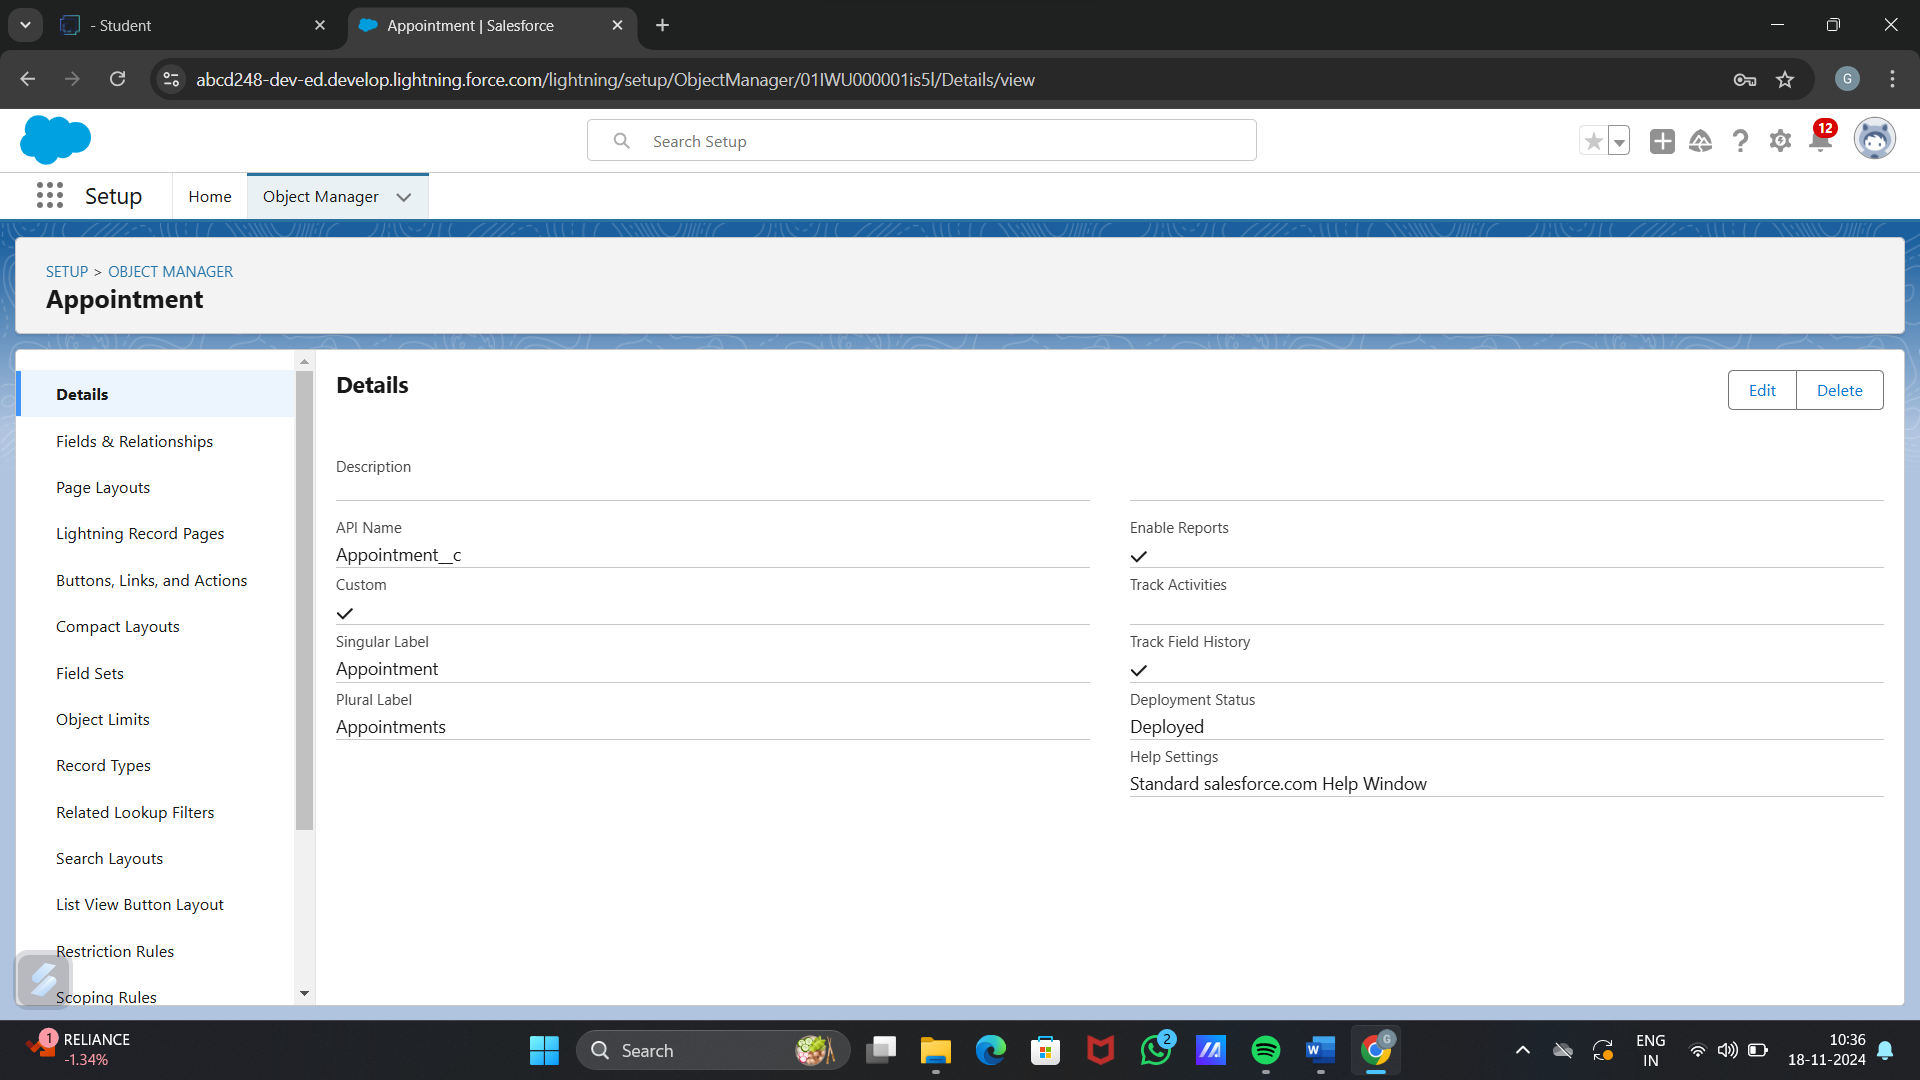 - Student
Appointment | Salesforce
abcd248-dev-ed.develop.lightning.force.com/lightning/setup/ObjectManager/01IWU000001is5l/Details/view
G
Search Setup
12
Setup
Home
Object Manager
SETUP > OBJECT MANAGER
Appointment
Details
Fields & Relationships
Page Layouts
Lightning Record Pages
Buttons, Links, and Actions
Compact Layouts
Field Sets
Object Limits
Record Types
Related Lookup Filters
Search Layouts
List View Button Layout
Restriction Rules
Scoping Rules
Details
Edit
Delete
Description
API Name
Appointment__c
Custom
Singular Label
Appointment
Plural Label
Appointments
Enable Reports
Track Activities
Track Field History
Deployment Status
Deployed
Help Settings
Standard salesforce.com Help Window
1
RELIANCE
-1.34%
Search
2
W
G
ENG
IN
10:36
18-11-2024